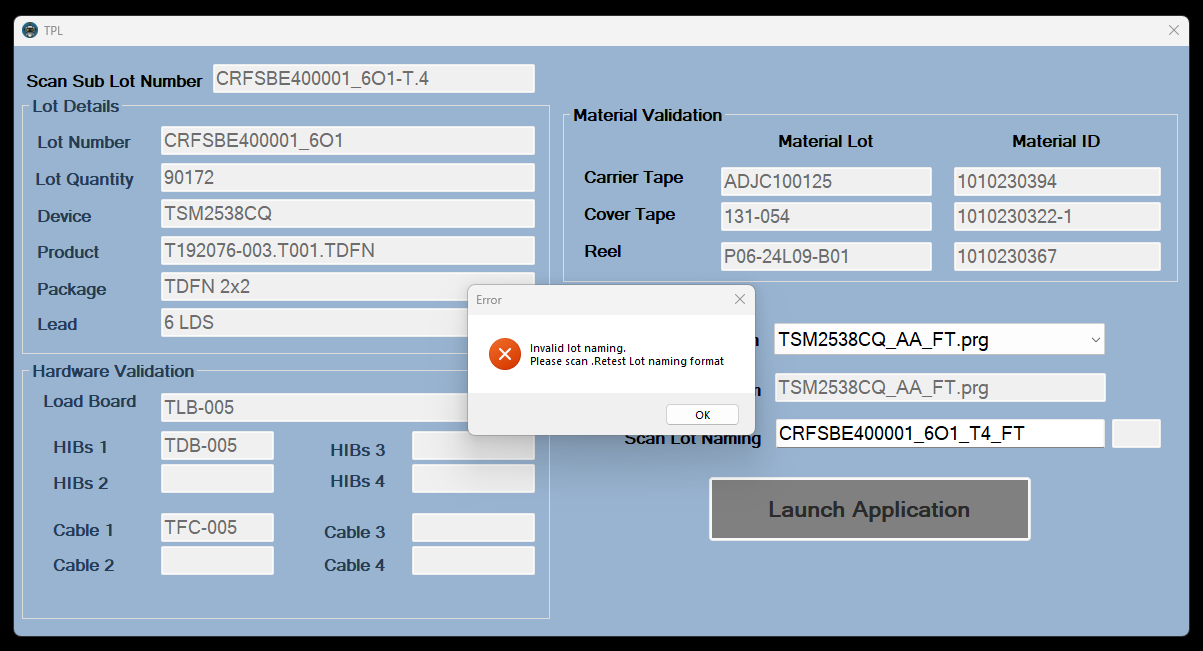 TPL
Scan Sub Lot Number CRFSBE400001_6O1-T.4
Lot Details
Lot Number CRFSBE400001_6O1
Lot Quantity 90172
Device TSM2538CQ
Product T192076-003.T001.TDFN
Package TDFN 2x2
Lead 6 LDS
Hardware Validation
Load Board TLB-005
HIBs 1 TDB-005 HIBs 3
HIBs 2 HIBs 4
Cable 1 TFC-005 Cable 3
Cable 2 Cable 4
Material Validation
Material Lot Material ID
Carrier Tape ADJC100125 1010230394
Cover Tape 131-054 1010230322-1
Reel P06-24L09-B01 1010230367
TSM2538CQ_AA_FT.prg
TSM2538CQ_AA_FT.prg
Scan Lot Naming CRFSBE400001_6O1_T4_FT
Launch Application
Error
Invalid lot naming.
Please scan .Retest Lot naming format
OK